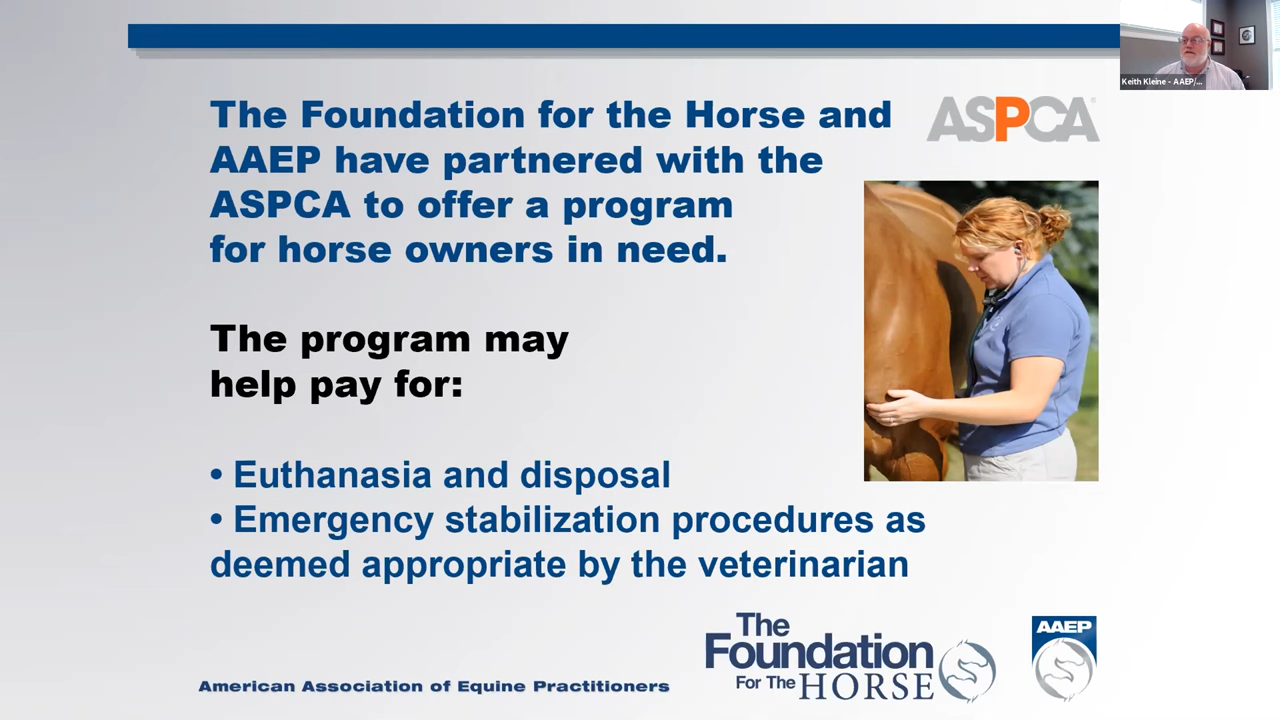 The Foundation for the Horse and
AAEP have partnered with the
ASPCA to offer a program
for horse owners in need.
The program may
help pay for:
• Euthanasia and disposal
• Emergency stabilization procedures as
deemed appropriate by the veterinarian
ASPCA®
Keith Kleine - AAEP/...
American Association of Equine Practitioners
The
Foundation
For The HORSE
AAEP